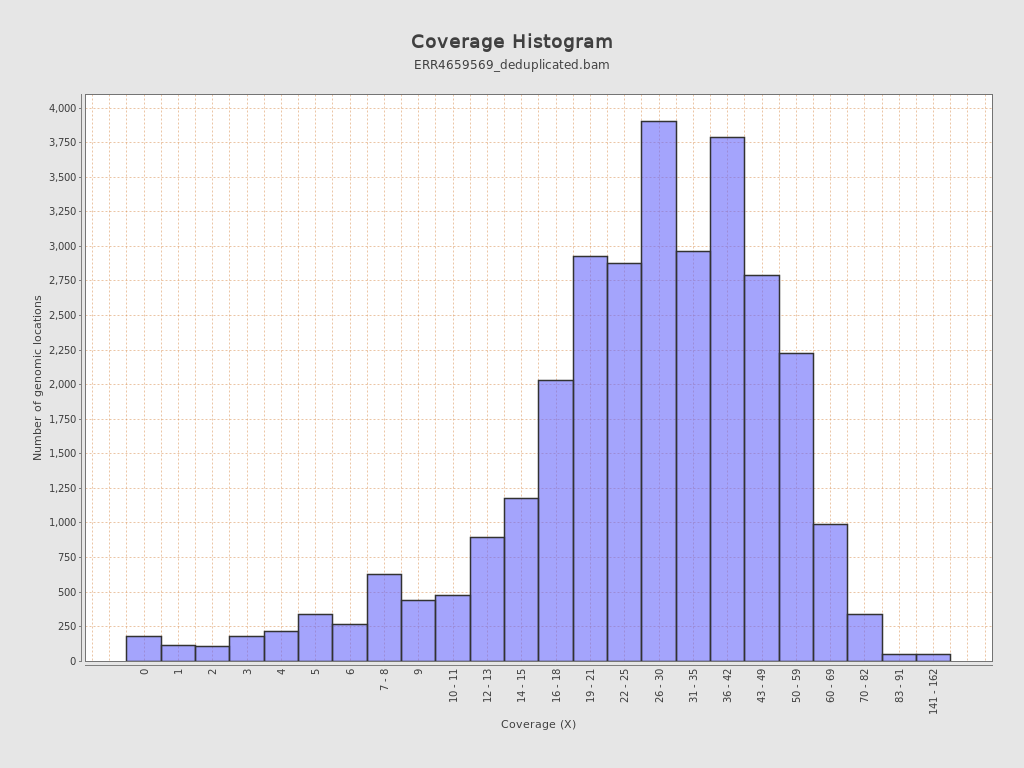 Coverage Histogram
ERR4659569_deduplicated.bam
4,000
3,750
3,500
3,250
3,000
2,750
2,500
2,250
2,000
1,750
1,500
1,250
1,000
750
500
250
0
Number of genomic locations
0
1
2
3
4
5
6
7 - 8
9
10 - 11
12 - 13
14 - 15
16 - 18
19 - 21
22 - 25
26 - 30
31 - 35
36 - 42
43 - 49
50 - 59
60 - 69
70 - 82
83 - 91
141 - 162
Coverage (X)